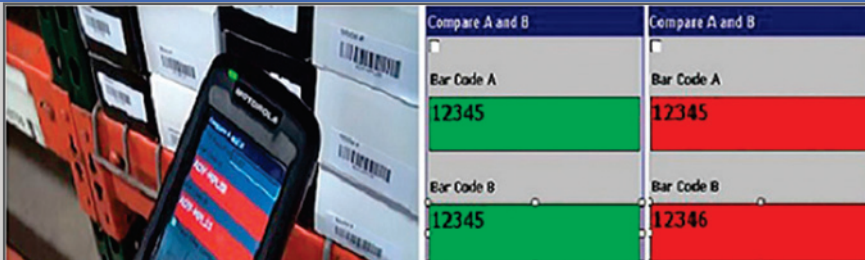 MOTOROLA
Compare A and B
Bar Code A
12345
Bar Code B
12345
Compare A and B
Bar Code A
12345
Bar Code B
12346